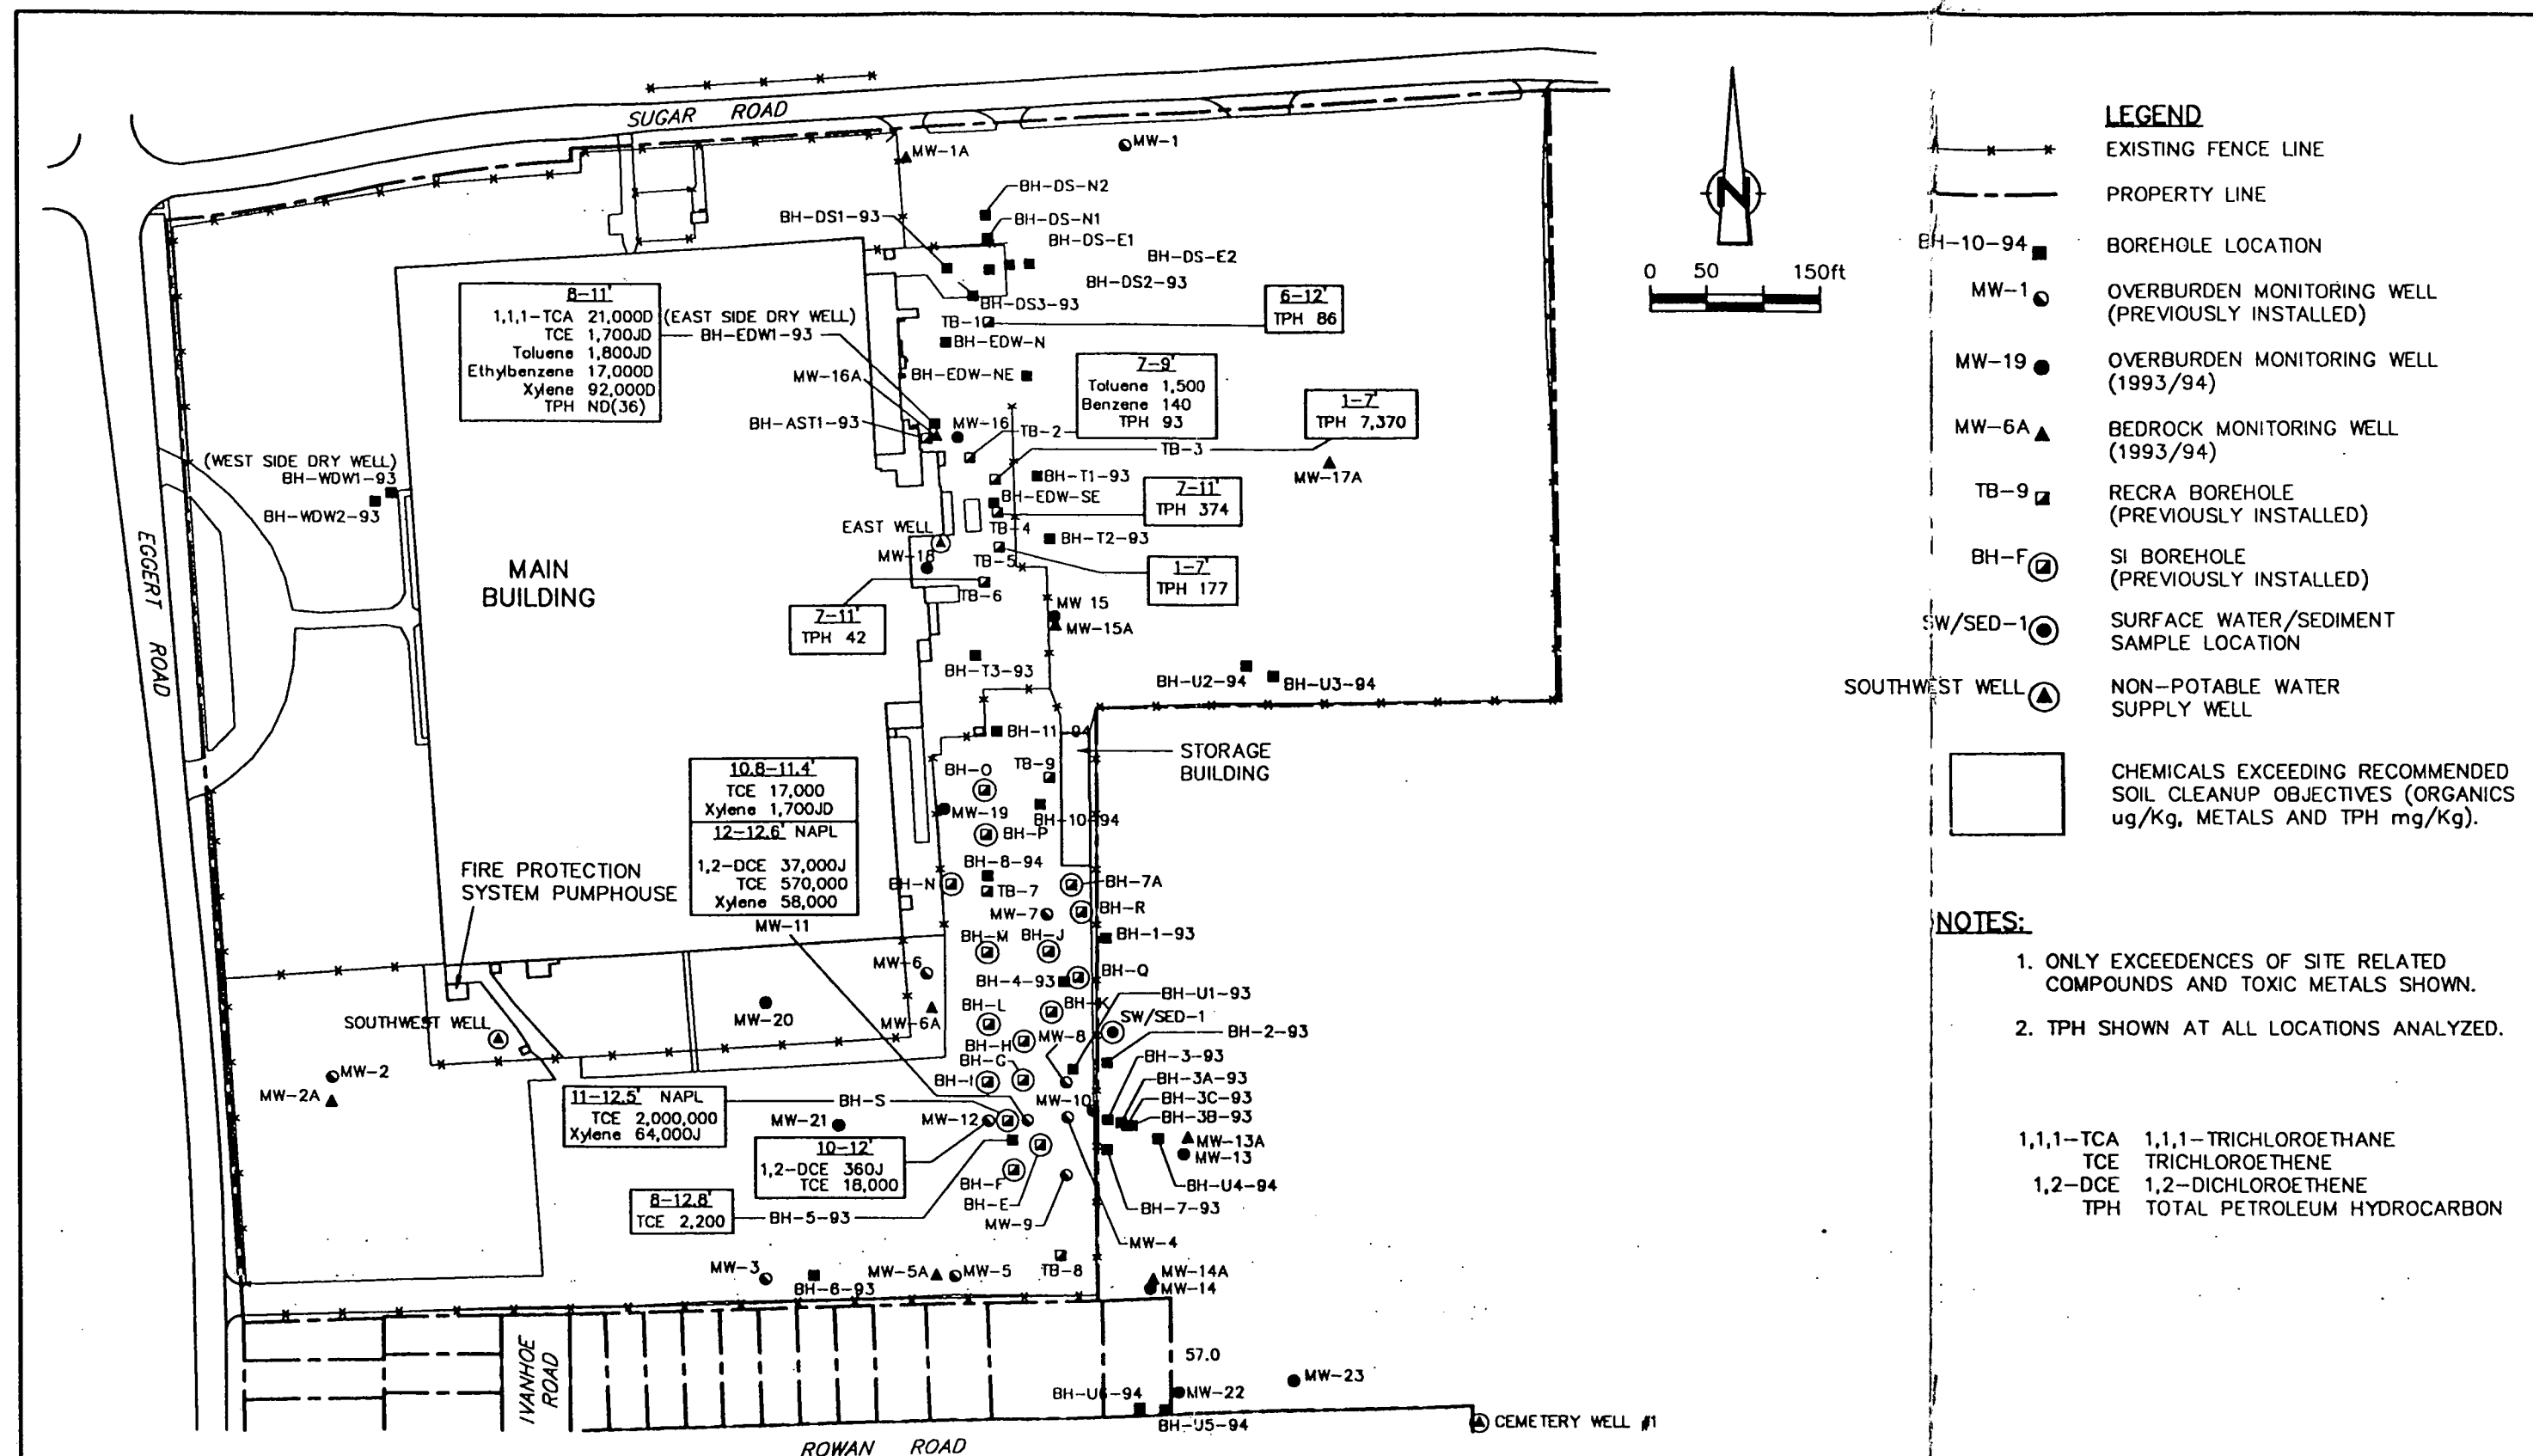 SUGAR ROAD
MW-1A
MW-1
BH-DS-N2
BH-DS1-93
BH-DS-N1
BH-DS-E1
BH-DS-E2
BH-DS2-93
BH-DS3-93
8-11'
1,1,1-TCA 21,000D
TCE 1,700JD
Toluene 1,800JD
Ethylbenzene 17,000D
Xylene 92,000D
TPH ND(36)
(EAST SIDE DRY WELL)
BH-EDW1-93
TB-1
6-12'
TPH 86
BH-EDW-N
MW-16A
BH-EDW-NE
7-9'
Toluene 1,500
Benzene 140
TPH 93
1-7'
TPH 7,370
BH-AST1-93
MW-16
TB-2
TB-3
MW-17A
(WEST SIDE DRY WELL)
BH-WDW1-93
BH-WDW2-93
BH-T1-93
BH-EDW-SE
7-11'
TPH 374
EAST WELL
TB-4
BH-T2-93
MW-18
TB-5
1-7'
TPH 177
EGGERT ROAD
MAIN
BUILDING
TB-6
7-11'
TPH 42
MW 15
MW-15A
BH-T3-93
BH-U2-94
BH-U3-94
BH-11-94
STORAGE
BUILDING
10.8-11.4'
TCE 17,000
Xylene 1,700JD
12-12.6' NAPL
1,2-DCE 37,000J
TCE 570,000
Xylene 58,000
BH-O
TB-9
MW-19
BH-10-94
BH-P
BH-8-94
FIRE PROTECTION
SYSTEM PUMPHOUSE
BH-N
TB-7
BH-7A
MW-7
BH-R
MW-11
BH-M
BH-J
BH-1-93
MW-6
BH-4-93
BH-Q
BH-U1-93
BH-L
BH-K
MW-20
MW-6A
SOUTHWEST WELL
SW/SED-1
BH-2-93
MW-8
BH-H
BH-G
BH-3-93
MW-2
BH-I
BH-3A-93
MW-2A
BH-3C-93
11-12.5' NAPL
TCE 2,000,000
Xylene 64,000J
BH-S
MW-10
BH-3B-93
MW-21
MW-12
MW-13A
MW-13
10-12'
1,2-DCE 360J
TCE 18,000
BH-F
BH-U4-94
8-12.8'
TCE 2,200
BH-5-93
BH-E
BH-7-93
MW-9
MW-4
MW-3
BH-6-93
MW-5A
MW-5
TB-8
MW-14A
MW-14
IVANHOE
ROAD
57.0
BH-U6-94
MW-22
MW-23
BH-U5-94
CEMETERY WELL #1
ROWAN ROAD
N
0 50 150ft
LEGEND
EXISTING FENCE LINE
PROPERTY LINE
BH-10-94 BOREHOLE LOCATION
MW-1 OVERBURDEN MONITORING WELL
(PREVIOUSLY INSTALLED)
MW-19 OVERBURDEN MONITORING WELL
(1993/94)
MW-6A BEDROCK MONITORING WELL
(1993/94)
TB-9 RECRA BOREHOLE
(PREVIOUSLY INSTALLED)
BH-F SI BOREHOLE
(PREVIOUSLY INSTALLED)
SW/SED-1 SURFACE WATER/SEDIMENT
SAMPLE LOCATION
SOUTHWEST WELL NON-POTABLE WATER
SUPPLY WELL
CHEMICALS EXCEEDING RECOMMENDED
SOIL CLEANUP OBJECTIVES (ORGANICS
ug/Kg, METALS AND TPH mg/Kg).
NOTES:
1. ONLY EXCEEDENCES OF SITE RELATED
COMPOUNDS AND TOXIC METALS SHOWN.
2. TPH SHOWN AT ALL LOCATIONS ANALYZED.
1,1,1-TCA 1,1,1-TRICHLOROETHANE
TCE TRICHLOROETHENE
1,2-DCE 1,2-DICHLOROETHENE
TPH TOTAL PETROLEUM HYDROCARBON